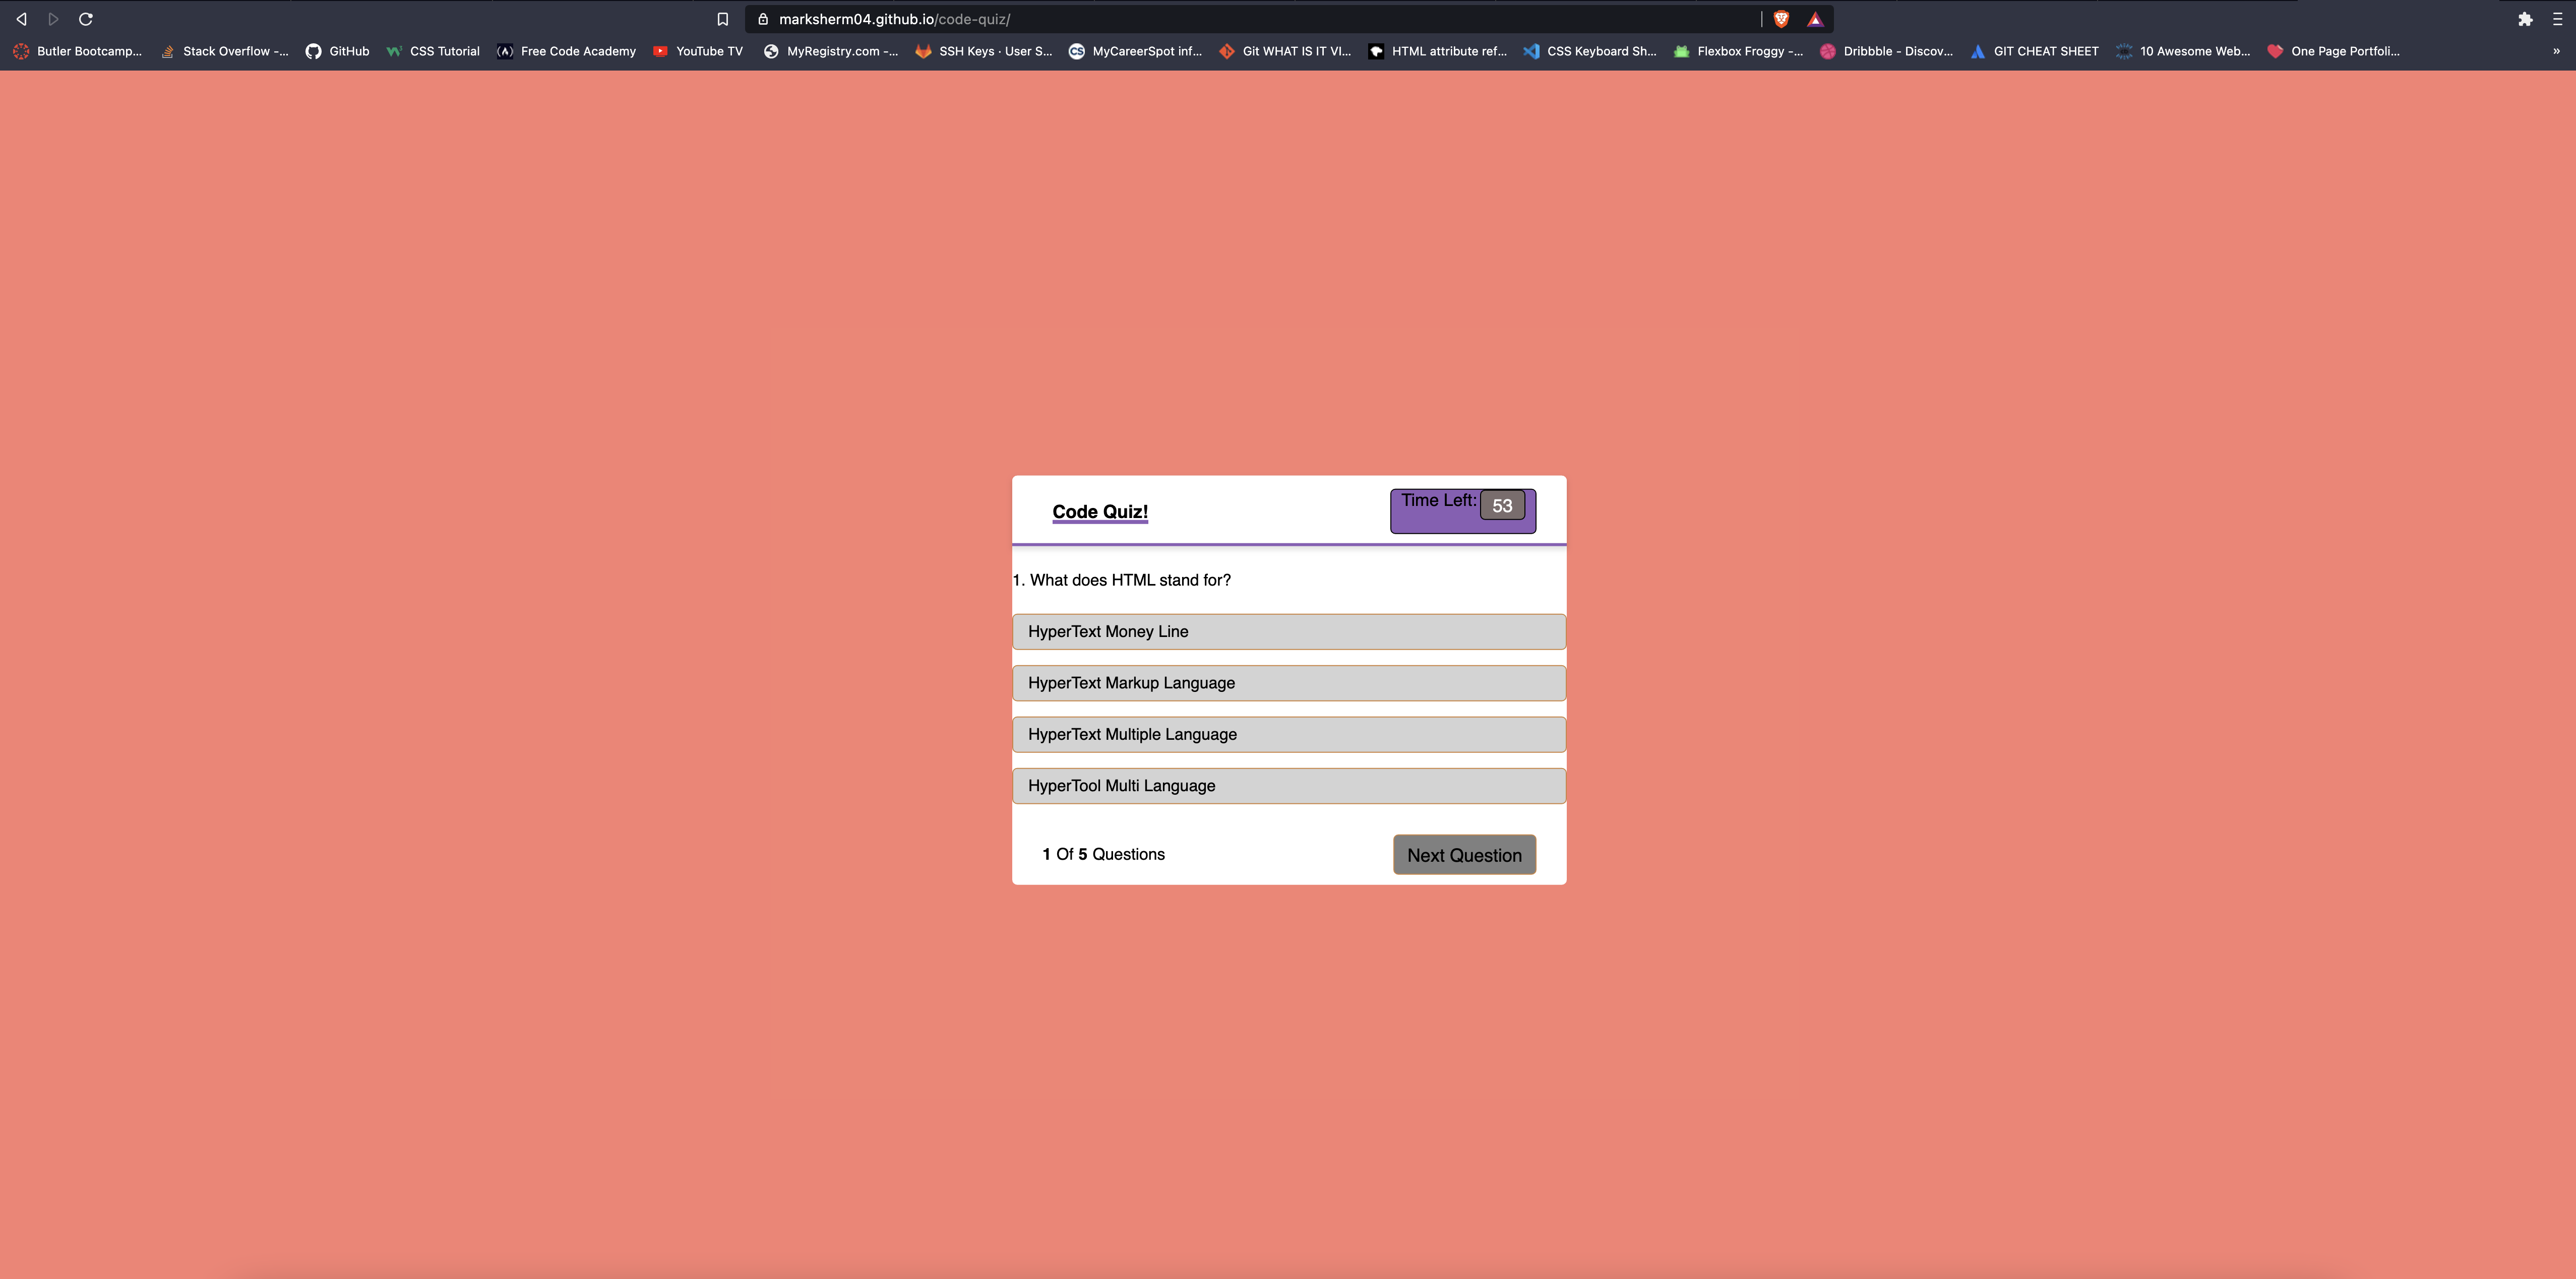 marksherm04.github.io/code-quiz/
Butler Bootcamp... Stack Overflow -... GitHub CSS Tutorial Free Code Academy YouTube TV MyRegistry.com -... SSH Keys · User S... CS MyCareerSpot inf... Git WHAT IS IT VI... HTML attribute ref... CSS Keyboard Sh... Flexbox Froggy -... Dribbble - Discov... GIT CHEAT SHEET 10 Awesome Web... One Page Portfoli... »
Code Quiz! Time Left: 53
1. What does HTML stand for?
HyperText Money Line
HyperText Markup Language
HyperText Multiple Language
HyperTool Multi Language
1 Of 5 Questions Next Question